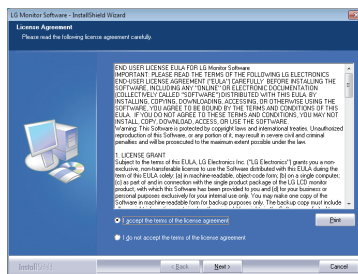 LG Monitor Software - InstallShield Wizard
License Agreement
Please read the following license agreement carefully.
END USER LICENSE EULA FOR LG Monitor Software
IMPORTANT: PLEASE READ THE TERMS OF THE FOLLOWING LG ELECTRONICS
END-USER LICENSE AGREEMENT ("EULA") CAREFULLY BEFORE INSTALLING THE
SOFTWARE, INCLUDING ANY "ONLINE" OR ELECTRONIC DOCUMENTATION
(COLLECTIVELY CALLED "SOFTWARE") DISTRIBUTED WITH THIS EULA. BY
INSTALLING, COPYING, DOWNLOADING, ACCESSING, OR OTHERWISE USING THE
SOFTWARE, YOU AGREE TO BE BOUND BY THE TERMS AND CONDITIONS OF THIS
EULA. IF YOU DO NOT AGREE TO THESE TERMS AND CONDITIONS, YOU MAY NOT
INSTALL, COPY, DOWNLOAD, ACCESS, OR USE THE SOFTWARE.
Warning: This Software is protected by copyright laws and international treaties. Unauthorized
reproduction of this Software, or any portion of it, may result in severe civil and criminal
penalties and will be prosecuted to the maximum extent possible under the law.
1. LICENSE GRANT
Subject to the terms of this EULA, LG Electronics Inc. ("LG Electronics") grants you a non-
exclusive, non-transferable license to use the Software distributed with this EULA during the
term of this EULA solely: (a) in machine-readable, object-code form; (b) on a single computer;
(c) as part of and in connection with the single product package of the LG LCD monitor
product, with which this Software has been provided to you and (d) for your business or
personal purposes exclusively for your internal use only. You may make one copy of the
Software in machine-readable form for backup purposes only. The backup copy must include
I accept the terms of the license agreement
Print
I do not accept the terms of the license agreement
InstallShield
< Back
Next >
Cancel